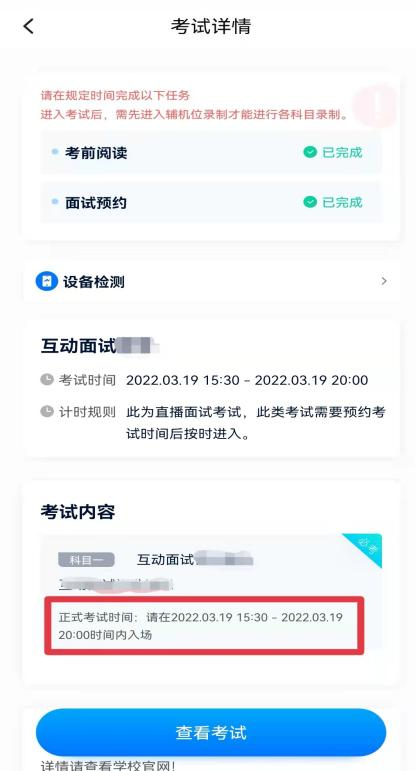 考试详情
请在规定时间完成以下任务
进入考试后，需先进入辅机位录制才能进行各科目录制。
考前阅读
已完成
面试预约
已完成
设备检测
互动面试
考试时间 2022.03.19 15:30 - 2022.03.19 20:00
计时规则 此为直播面试考试，此类考试需要预约考
试时间后按时进入。
考试内容
必考
科目一 互动面试
正式考试时间：请在2022.03.19 15:30 - 2022.03.19
20:00时间内入场
查看考试
详情请查看学校官网！